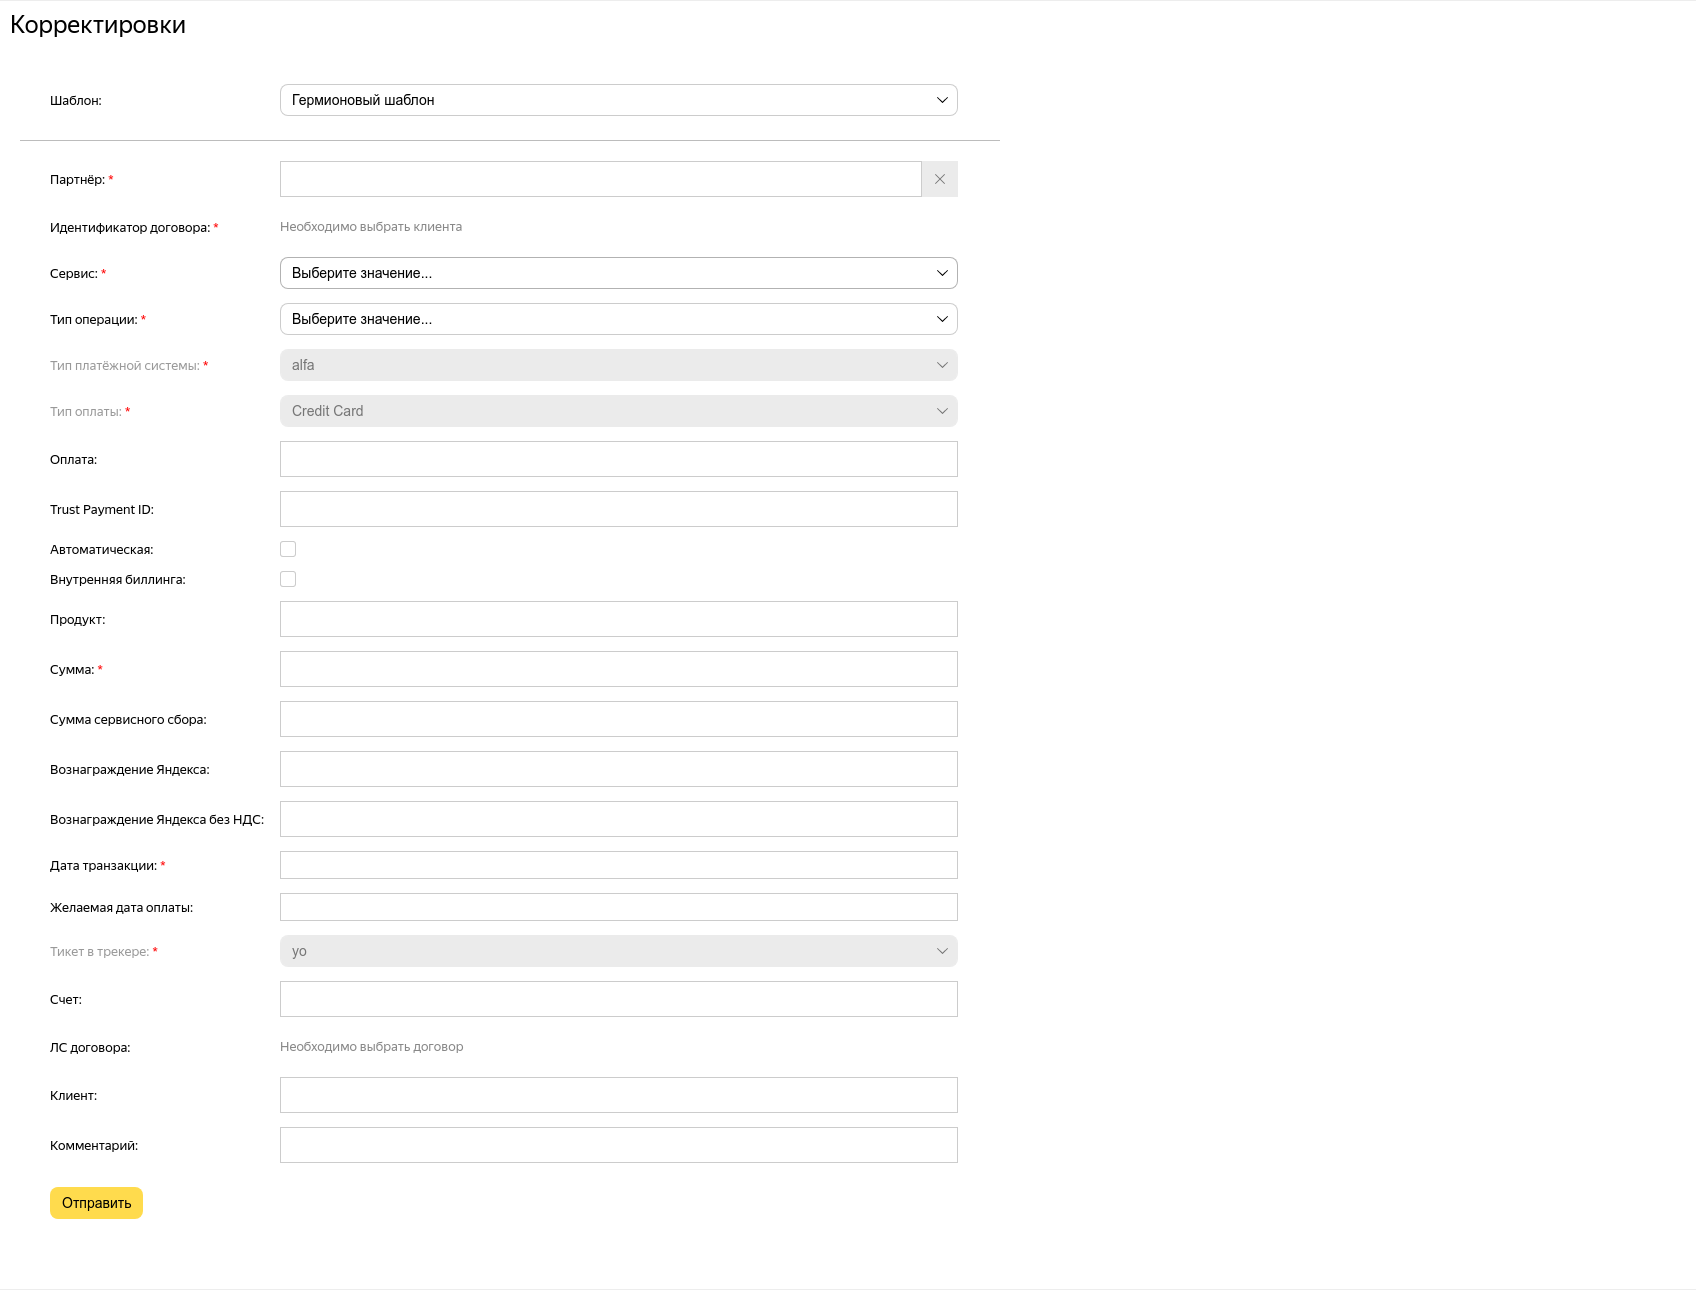 Корректировки
Шаблон: Гермионовый шаблон
Партнёр: *
Идентификатор договора: * Необходимо выбрать клиента
Сервис: * Выберите значение...
Тип операции: * Выберите значение...
Тип платёжной системы: * alfa
Тип оплаты: * Credit Card
Оплата:
Trust Payment ID:
Автоматическая:
Внутренняя биллинга:
Продукт:
Сумма: *
Сумма сервисного сбора:
Вознаграждение Яндекса:
Вознаграждение Яндекса без НДС:
Дата транзакции: *
Желаемая дата оплаты:
Тикет в трекере: * yo
Счет:
ЛС договора: Необходимо выбрать договор
Клиент:
Комментарий:
Отправить